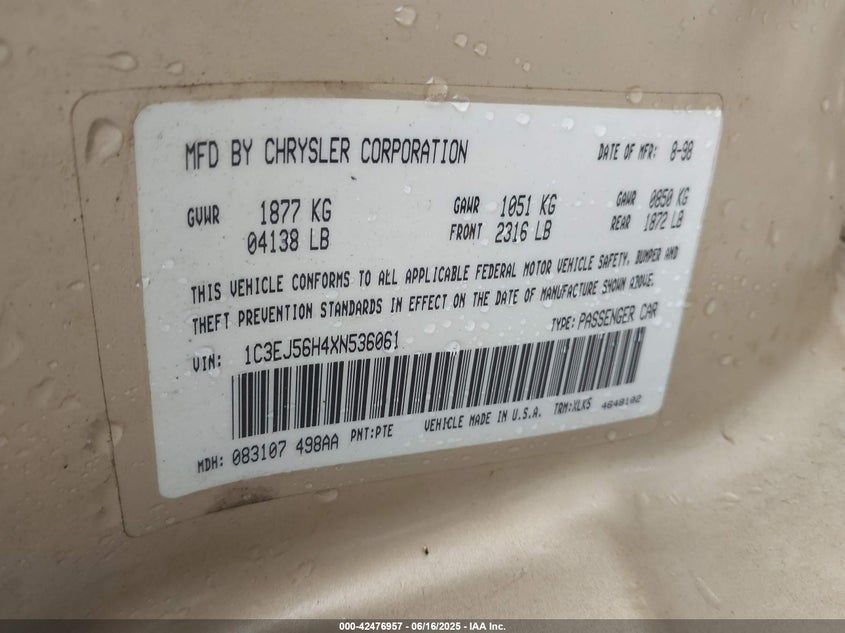 MFD BY CHRYSLER CORPORATION DATE OF MFR: 8-98
GVWR 1877 KG GAWR 1051 KG GAWR 0850 KG
04138 LB FRONT 2316 LB REAR 1872 LB
THIS VEHICLE CONFORMS TO ALL APPLICABLE FEDERAL MOTOR VEHICLE SAFETY, BUMPER AND
THEFT PREVENTION STANDARDS IN EFFECT ON THE DATE OF MANUFACTURE SHOWN ABOVE.
VIN: 1C3EJ56H4XN536061 TYPE: PASSENGER CAR
MDH: 083107 498AA PNT:PTE VEHICLE MADE IN U.S.A. TRM:XLK5 4648102
000-42476957 - 06/16/2025 - IAA Inc.